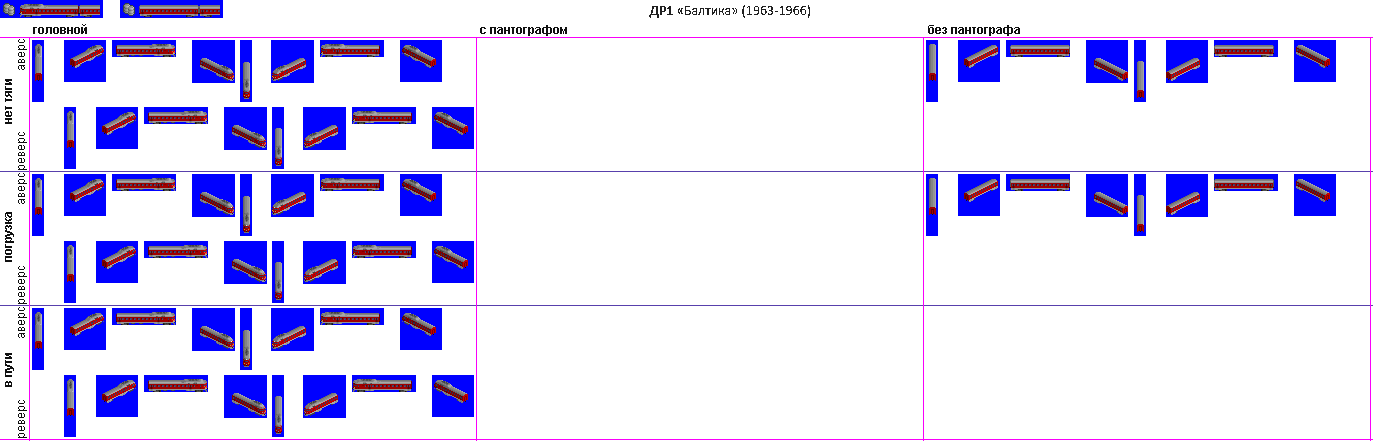 ДР1 «Балтика» (1963-1966)
головной
с пантографом
без пантографа
нет тяги
аверс
реверс
погрузка
аверс
реверс
в пути
аверс
реверс